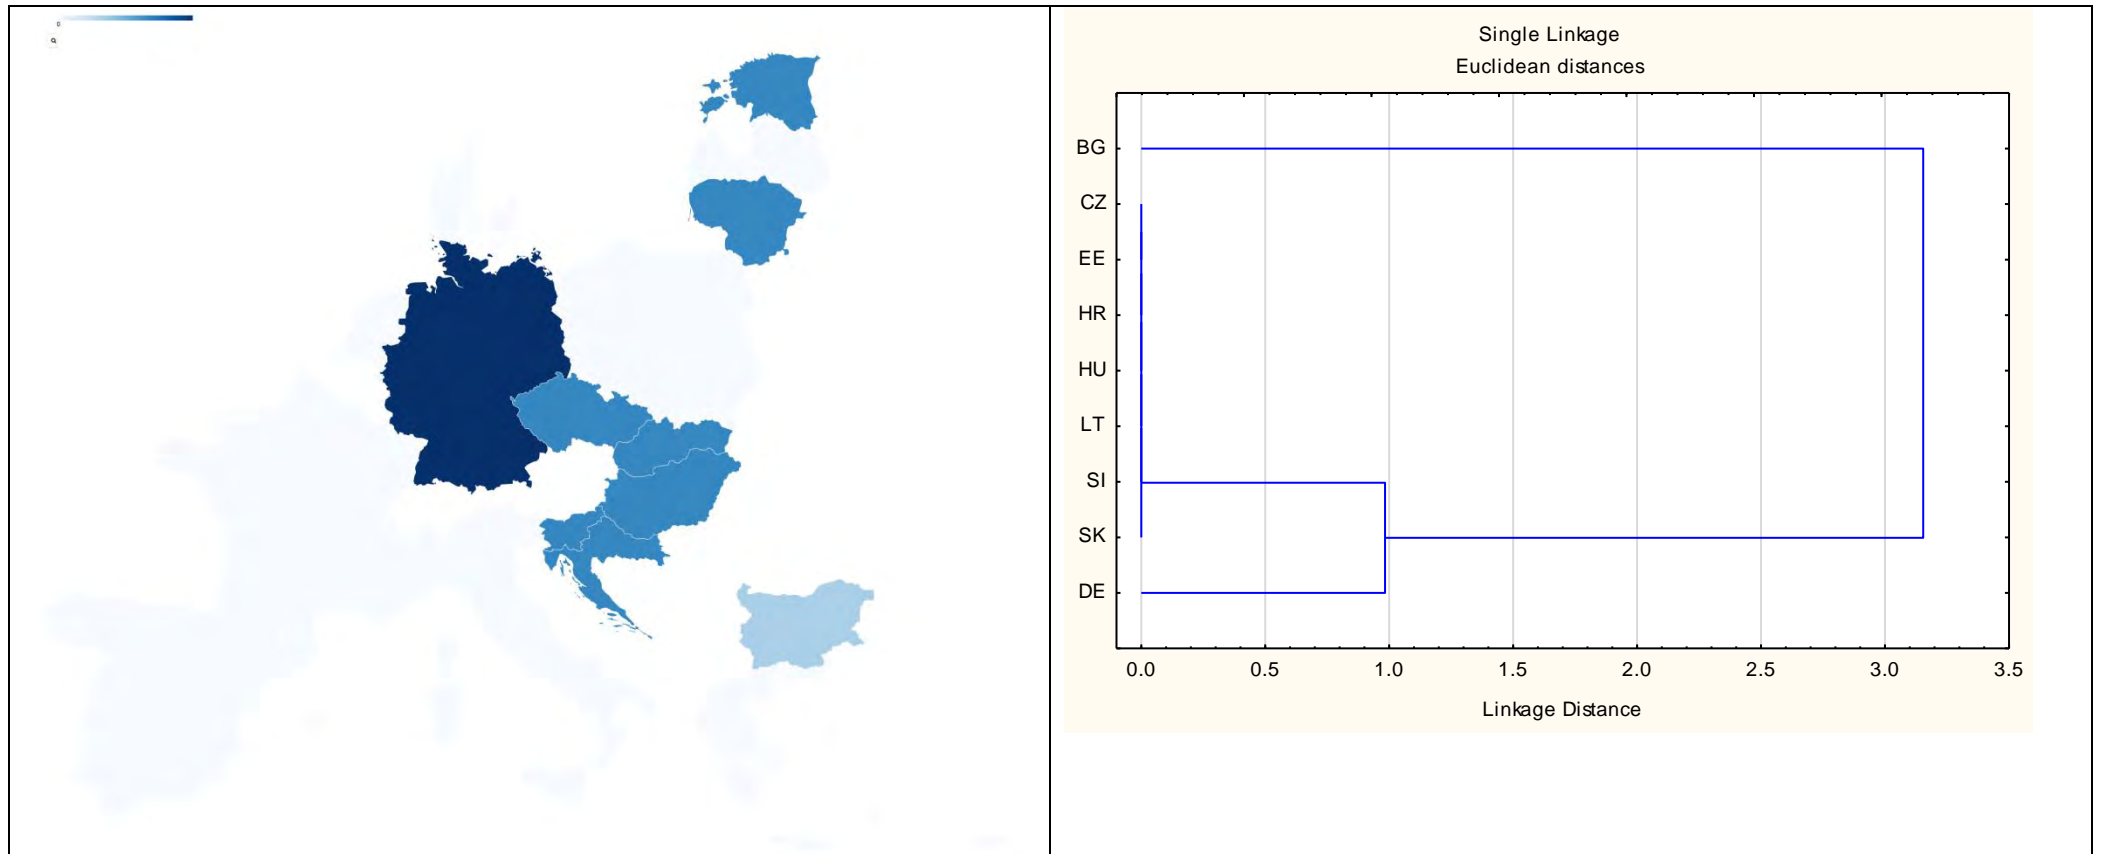 0
Single Linkage
Euclidean distances
BG
CZ
EE
HR
HU
LT
SI
SK
DE
0.0 0.5 1.0 1.5 2.0 2.5 3.0 3.5
Linkage Distance